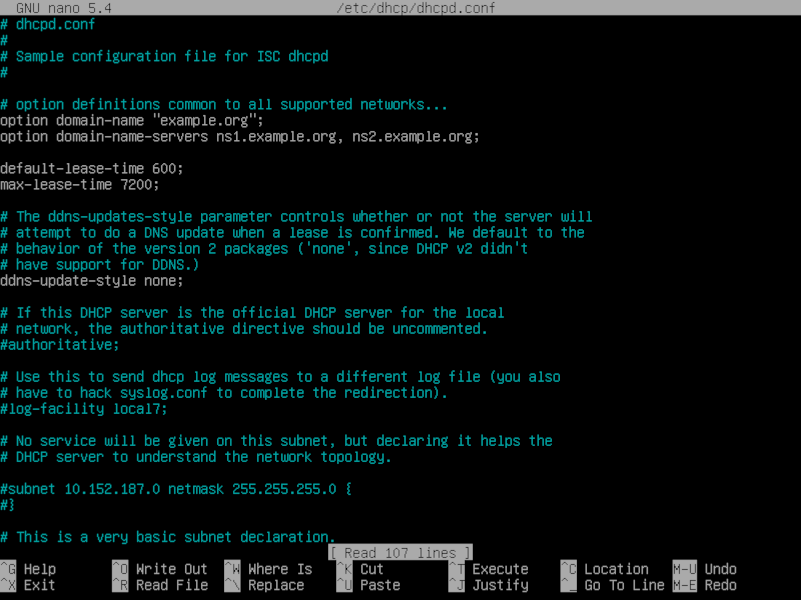 GNU nano 5.4 /etc/dhcp/dhcpd.conf
# dhcpd.conf
#
# Sample configuration file for ISC dhcpd
#
# option definitions common to all supported networks...
option domain-name "example.org";
option domain-name-servers ns1.example.org, ns2.example.org;
default-lease-time 600;
max-lease-time 7200;
# The ddns-updates-style parameter controls whether or not the server will
# attempt to do a DNS update when a lease is confirmed. We default to the
# behavior of the version 2 packages ('none', since DHCP v2 didn't
# have support for DDNS.)
ddns-update-style none;
# If this DHCP server is the official DHCP server for the local
# network, the authoritative directive should be uncommented.
#authoritative;
# Use this to send dhcp log messages to a different log file (you also
# have to hack syslog.conf to complete the redirection).
#log-facility local7;
# No service will be given on this subnet, but declaring it helps the
# DHCP server to understand the network topology.
#subnet 10.152.187.0 netmask 255.255.255.0 {
#}
# This is a very basic subnet declaration.
[ Read 107 lines ]
^G Help ^O Write Out ^W Where Is ^K Cut ^T Execute ^C Location M-U Undo
^X Exit ^R Read File ^\ Replace ^U Paste ^J Justify ^_ Go To Line M-E Redo